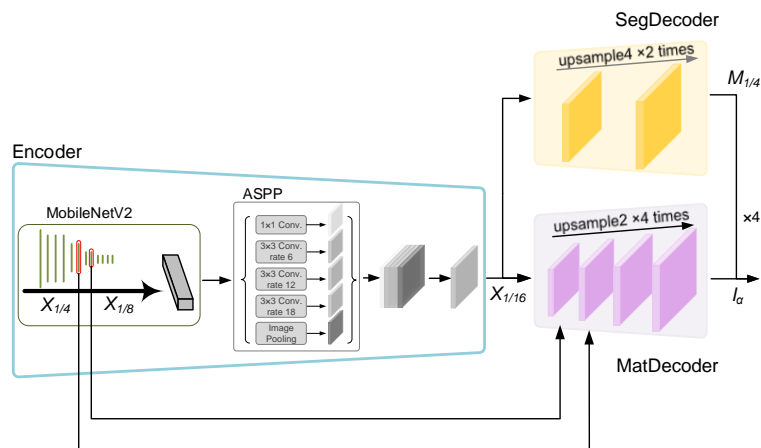 SegDecoder
upsample4 ×2 times
M1/4
Encoder
ASPP
MobileNetV2
1×1 Conv.
3×3 Conv.
rate 6
3×3 Conv.
rate 12
3×3 Conv.
rate 18
Image
Pooling
X1/4
X1/8
X1/16
upsample2 ×4 times
×4
Iα
MatDecoder